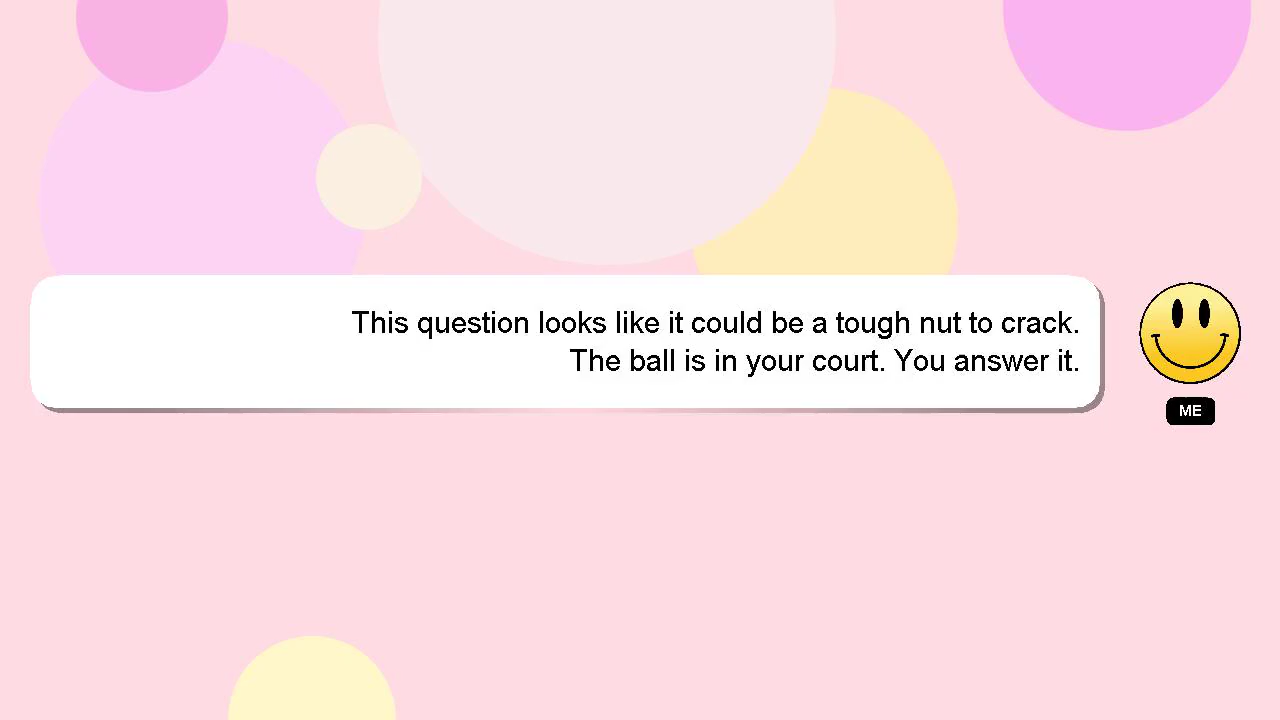 This question looks like it could be a tough nut to crack.
The ball is in your court. You answer it.
ME